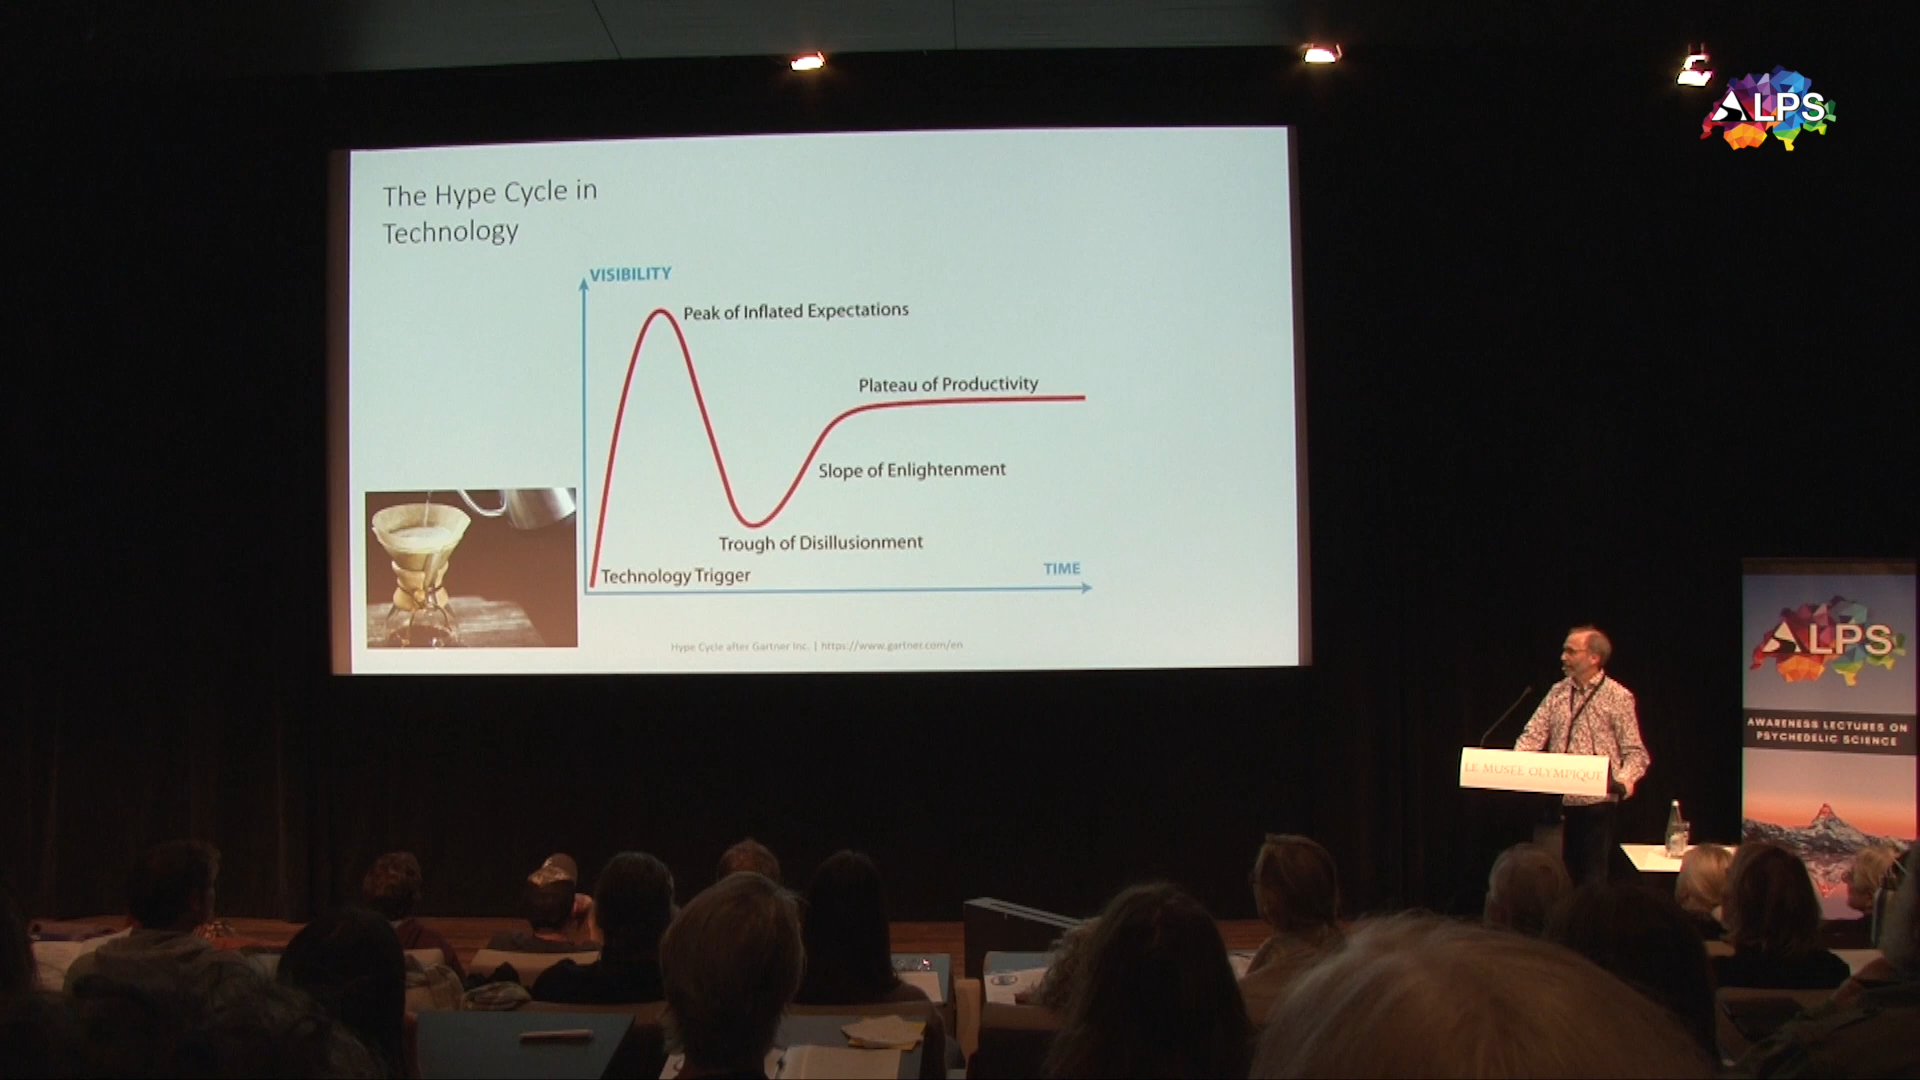 ALPS
The Hype Cycle in
Technology
VISIBILITY
Peak of Inflated Expectations
Plateau of Productivity
Slope of Enlightenment
Trough of Disillusionment
TIME
Technology Trigger
Hype Cycle after Gartner Inc. | https://www.gartner.com/en
ALPS
AWARENESS LECTURES ON
PSYCHEDELIC SCIENCE
LE MUSÉE OLYMPIQUE